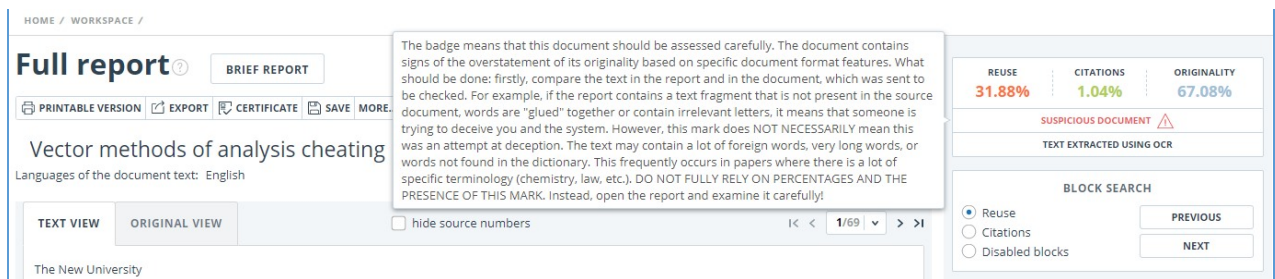 HOME / WORKSPACE /
Full report
BRIEF REPORT
PRINTABLE VERSION
EXPORT
CERTIFICATE
SAVE
MORE..
Vector methods of analysis cheating
Languages of the document text: English
The badge means that this document should be assessed carefully. The document contains
signs of the overstatement of its originality based on specific document format features. What
should be done: firstly, compare the text in the report and in the document, which was sent to
be checked. For example, if the report contains a text fragment that is not present in the source
document, words are "glued" together or contain irrelevant letters, it means that someone is
trying to deceive you and the system. However, this mark does NOT NECESSARILY mean this
was an attempt at deception. The text may contain a lot of foreign words, very long words, or
words not found in the dictionary. This frequently occurs in papers where there is a lot of
specific terminology (chemistry, law, etc.). DO NOT FULLY RELY ON PERCENTAGES AND THE
PRESENCE OF THIS MARK. Instead, open the report and examine it carefully!
REUSE
31.88%
CITATIONS
1.04%
ORIGINALITY
67.08%
SUSPICIOUS DOCUMENT
TEXT EXTRACTED USING OCR
TEXT VIEW
ORIGINAL VIEW
hide source numbers
1/69
The New University
BLOCK SEARCH
Reuse
Citations
Disabled blocks
PREVIOUS
NEXT